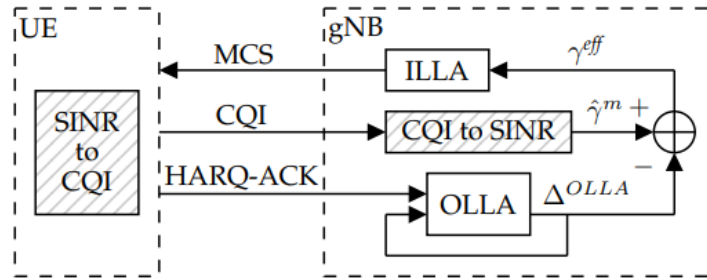 UE
gNB
MCS
ILLA
γ^{eff}
SINR
to
CQI
CQI
CQI to SINR
γ̂^m +
−
HARQ-ACK
OLLA
Δ^{OLLA}